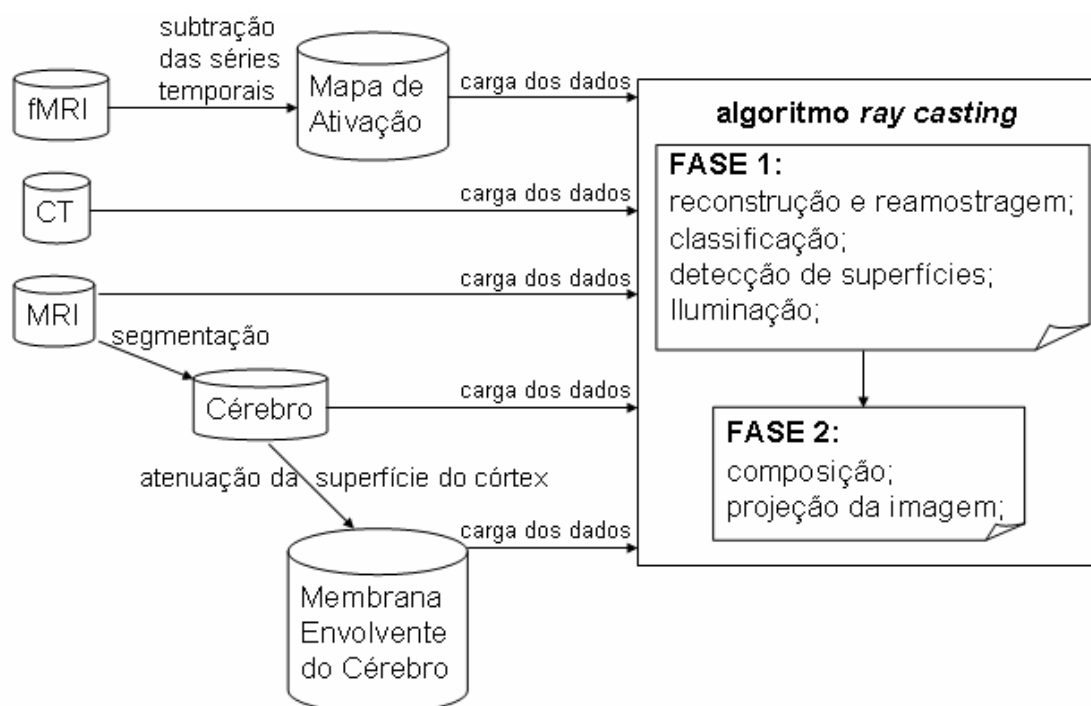 subtração
das séries
temporais
fMRI
Mapa de
Ativação
carga dos dados
CT
carga dos dados
MRI
carga dos dados
segmentação
Cérebro
carga dos dados
atenuação da superfície do córtex
Membrana
Envolvente
do Cérebro
carga dos dados
algoritmo ray casting
FASE 1:
reconstrução e reamostragem;
classificação;
detecção de superfícies;
Iluminação;
FASE 2:
composição;
projeção da imagem;